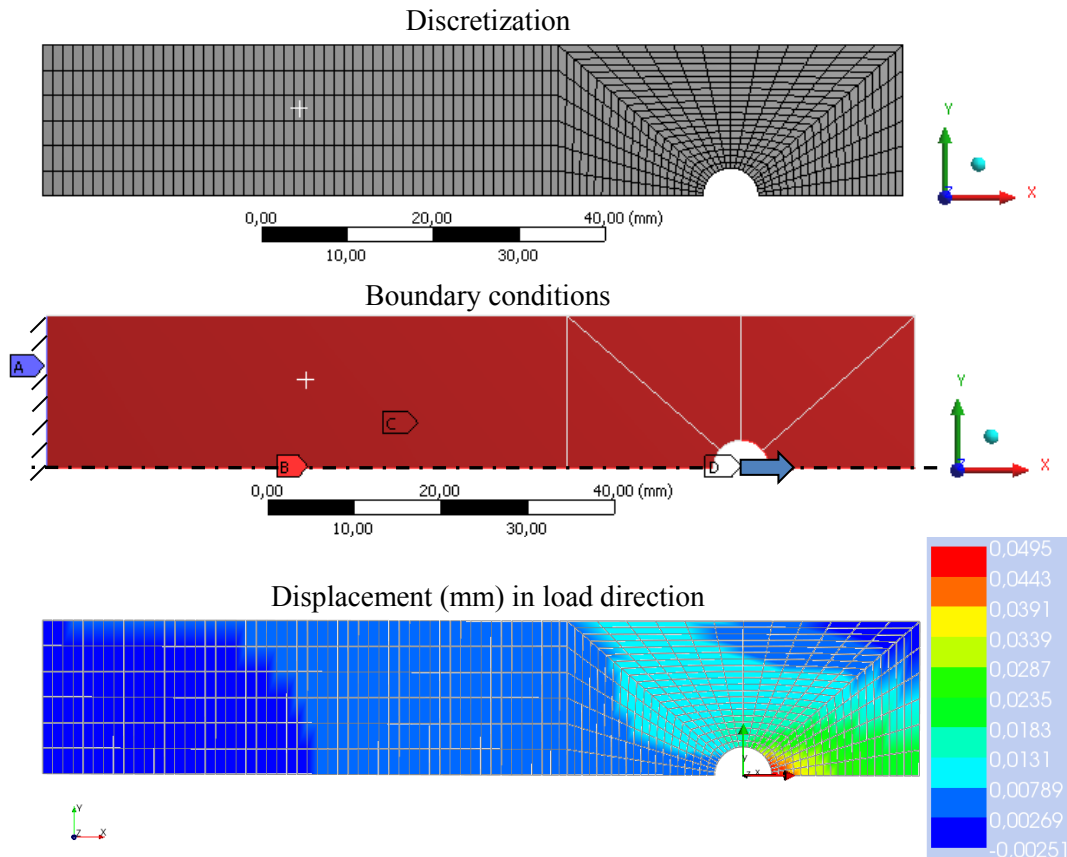 Discretization
Y
X
Z
0,00 20,00 40,00 (mm)
10,00 30,00
Boundary conditions
A
C
B
D
Y
X
Z
0,00 20,00 40,00 (mm)
10,00 30,00
Displacement (mm) in load direction
0,0495
0,0443
0,0391
0,0339
0,0287
0,0235
0,0183
0,0131
0,00789
0,00269
-0,00251
Y
X
Z
Y
Z X